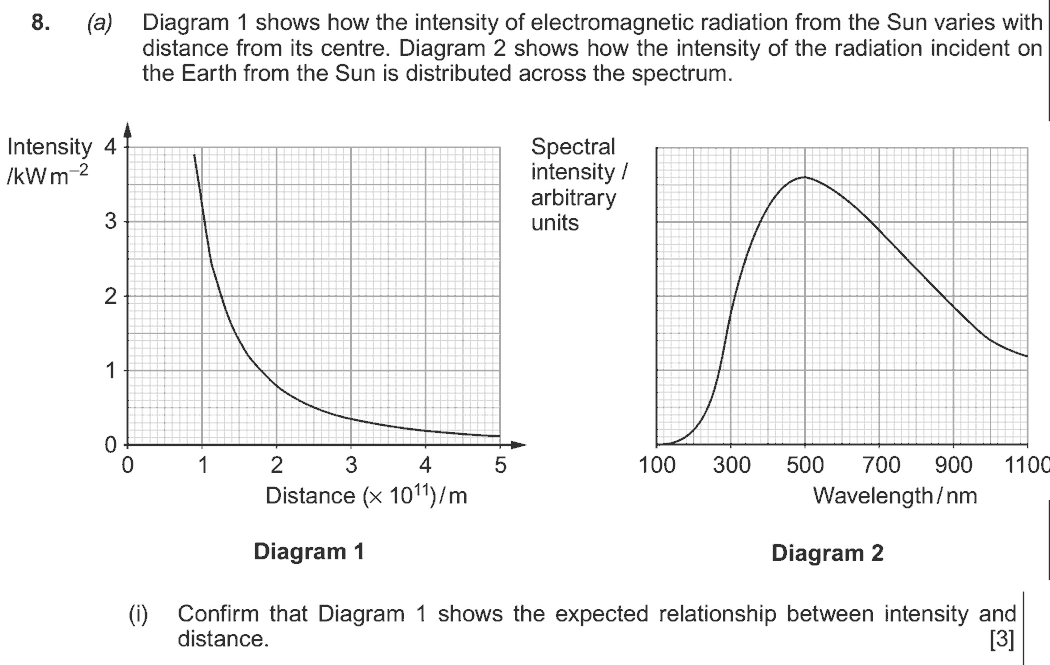 8. (a) Diagram 1 shows how the intensity of electromagnetic radiation from the Sun varies with
distance from its centre. Diagram 2 shows how the intensity of the radiation incident on
the Earth from the Sun is distributed across the spectrum.
Intensity
/kW m⁻²
4
3
2
1
0
0 1 2 3 4 5
Distance (× 10¹¹)/m
Diagram 1
Spectral
intensity /
arbitrary
units
100 300 500 700 900 1100
Wavelength/nm
Diagram 2
(i) Confirm that Diagram 1 shows the expected relationship between intensity and
distance. [3]